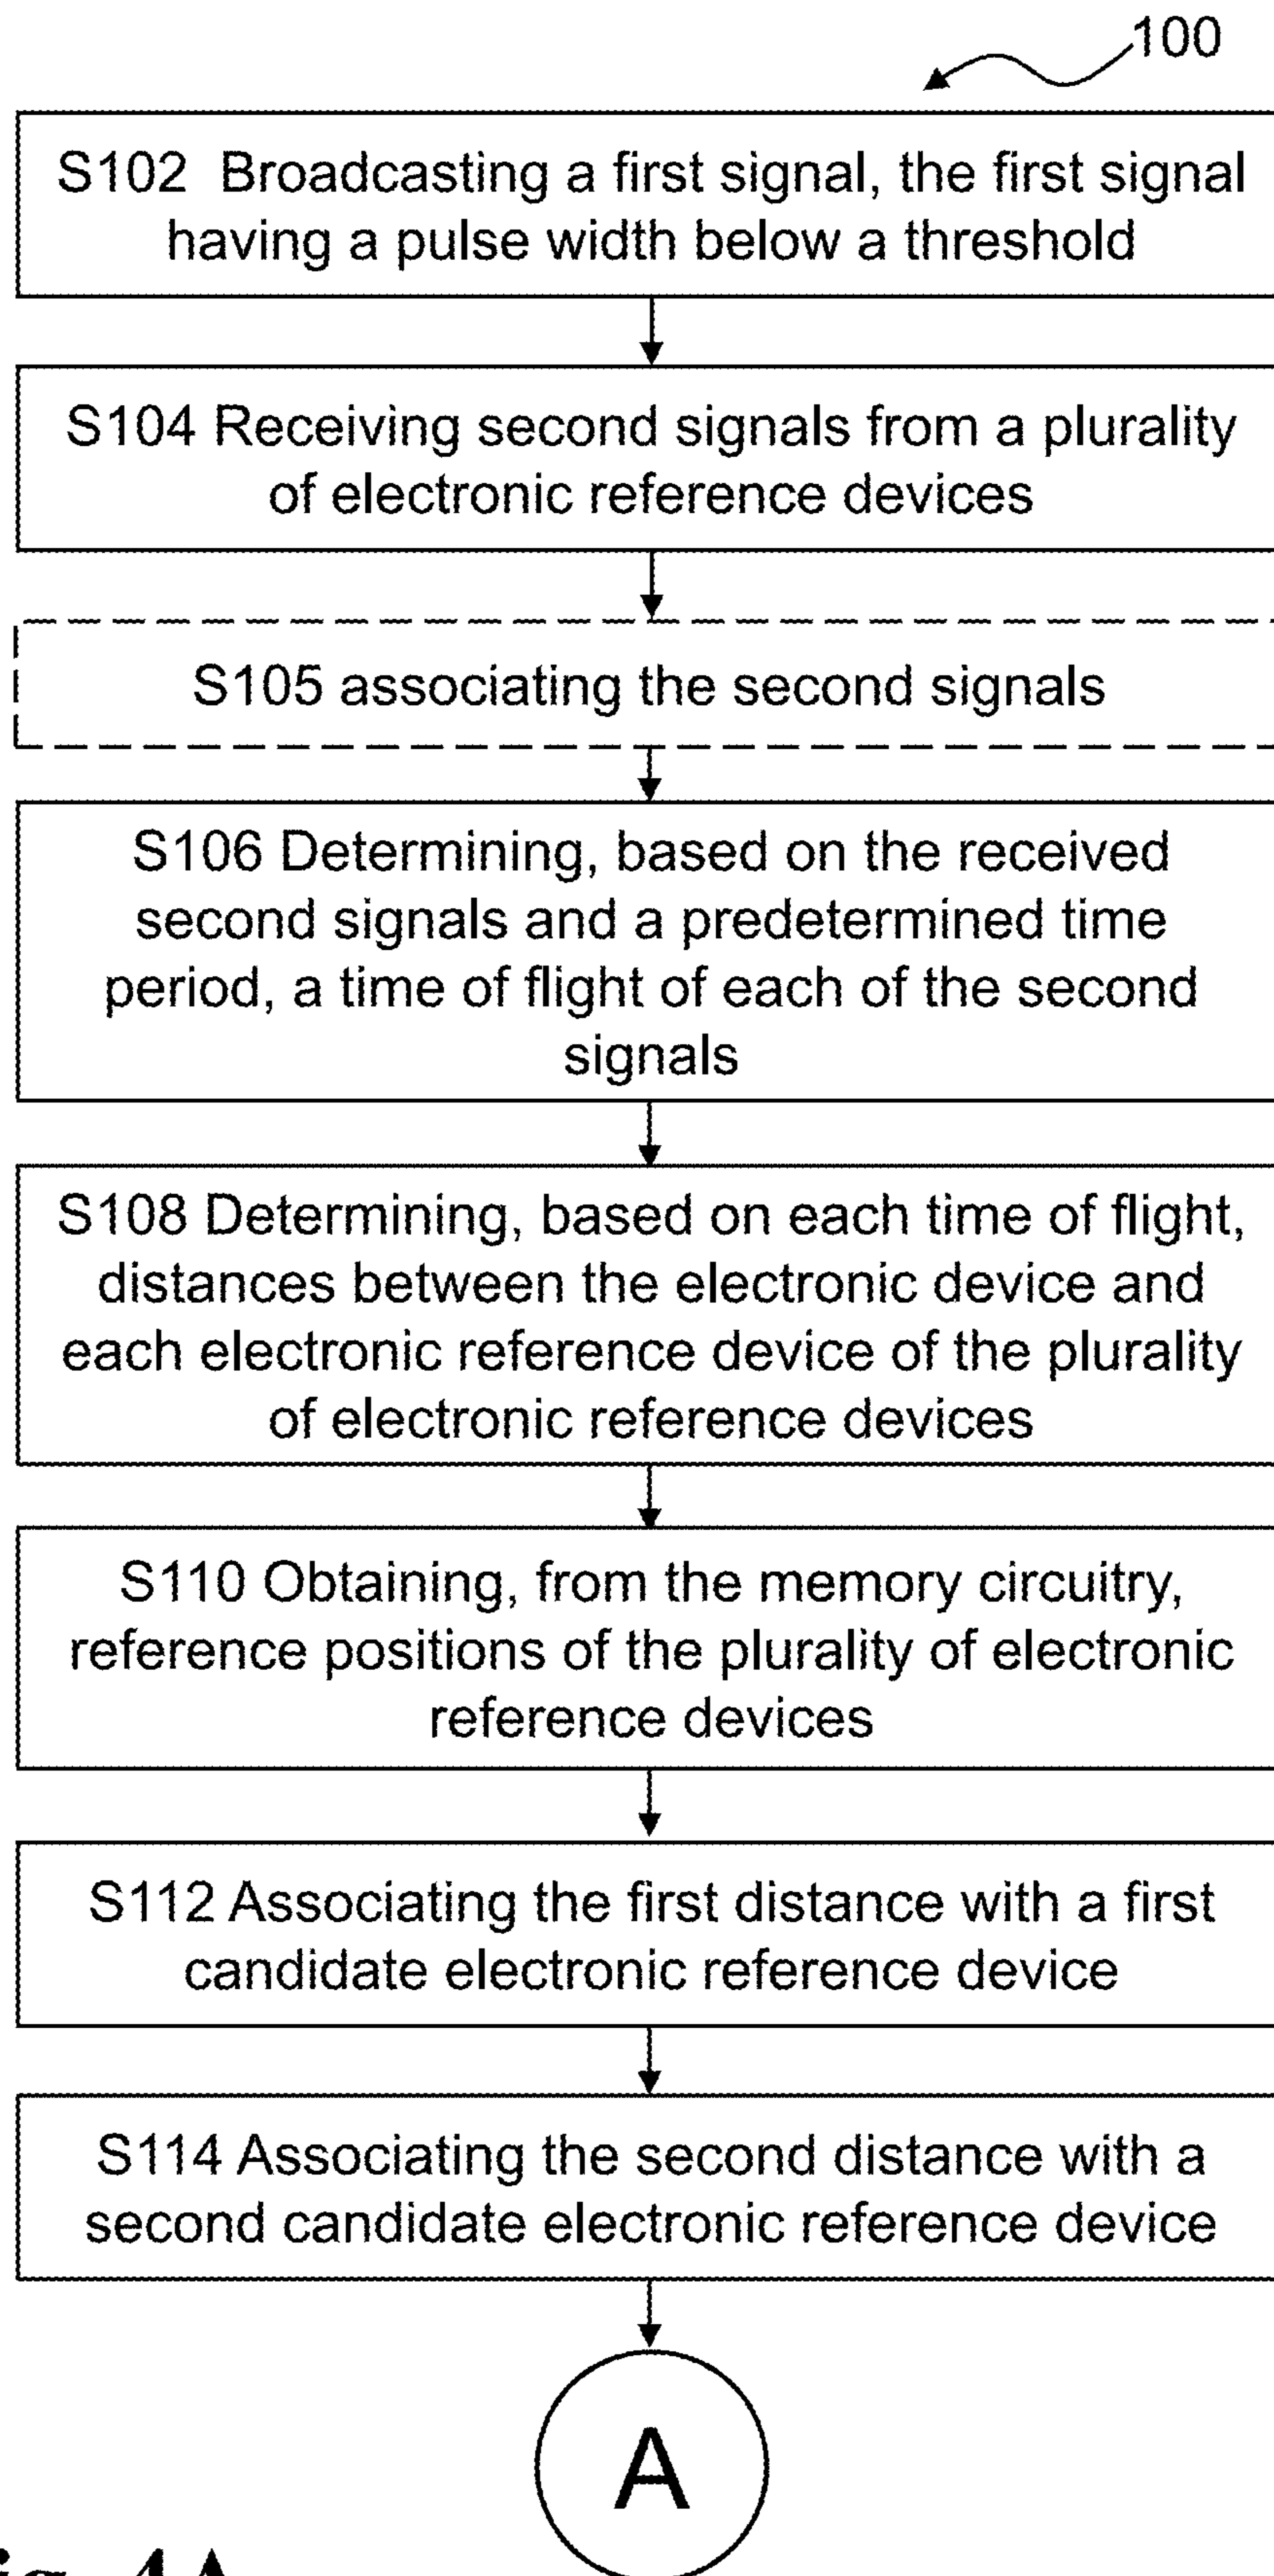 100
S102 Broadcasting a first signal, the first signal
having a pulse width below a threshold
S104 Receiving second signals from a plurality
of electronic reference devices
S105 associating the second signals
S106 Determining, based on the received
second signals and a predetermined time
period, a time of flight of each of the second
signals
S108 Determining, based on each time of flight,
distances between the electronic device and
each electronic reference device of the plurality
of electronic reference devices
S110 Obtaining, from the memory circuitry,
reference positions of the plurality of electronic
reference devices
S112 Associating the first distance with a first
candidate electronic reference device
S114 Associating the second distance with a
second candidate electronic reference device
A